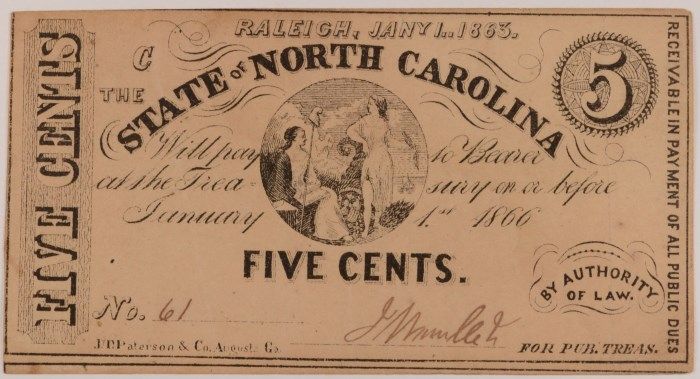 RALEIGH, JANY 1., 1863.
C
THE
STATE OF NORTH CAROLINA
5
Will pay to Bearer
at the Treasury on or before
January 1st. 1866
FIVE CENTS.
No. 61
BY AUTHORITY
OF LAW.
J.T. Paterson & Co, Augusta, Ga.
FOR PUB. TREAS.
FIVE CENTS
RECEIVABLE IN PAYMENT OF ALL PUBLIC DUES